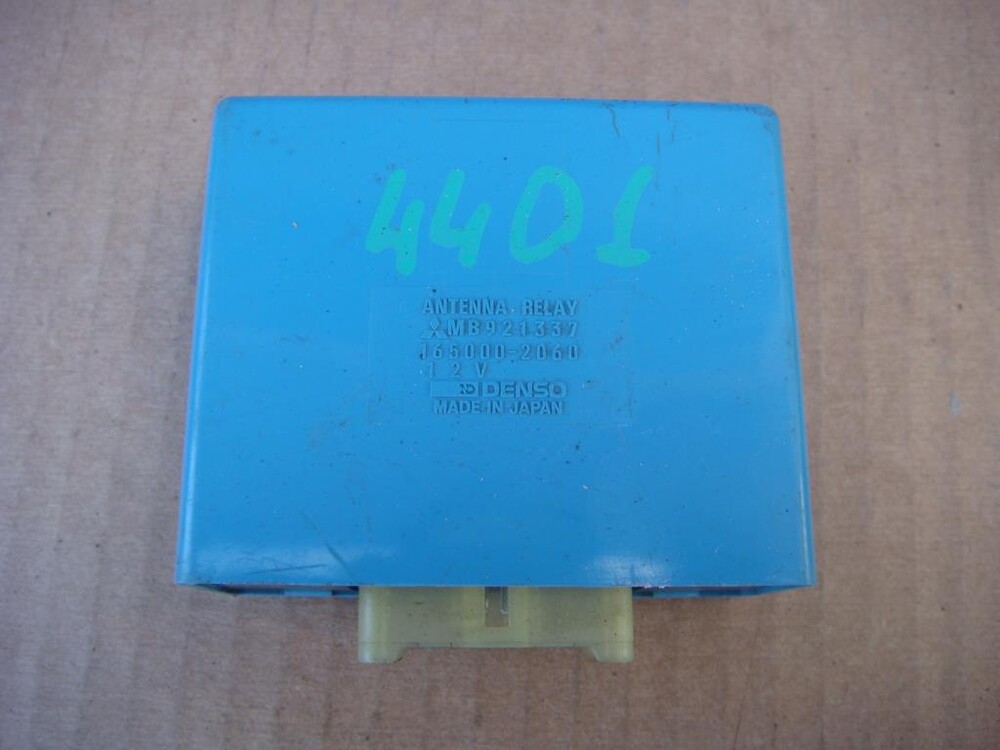 4401
ANTENNA RELAY
MB921337
165000-2060
12V
DENSO
MADE IN JAPAN